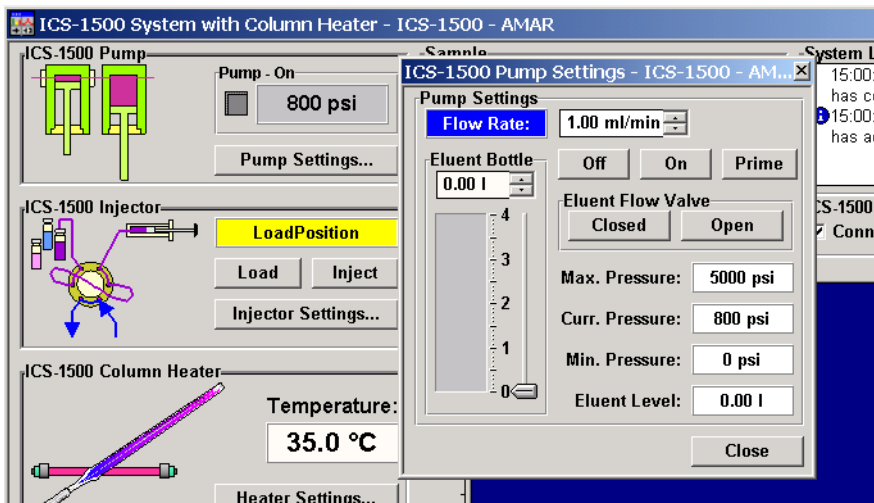 ICS-1500 System with Column Heater - ICS-1500 - AMAR
ICS-1500 Pump
Pump - On
800 psi
Pump Settings...
ICS-1500 Injector
LoadPosition
Load Inject
Injector Settings...
ICS-1500 Column Heater
Temperature:
35.0 °C
Heater Settings...
Sample
ICS-1500 Pump Settings - ICS-1500 - AM...
Pump Settings
Flow Rate: 1.00 ml/min
Eluent Bottle
0.00 l
4
3
2
1
0
Off On Prime
Eluent Flow Valve
Closed Open
Max. Pressure: 5000 psi
Curr. Pressure: 800 psi
Min. Pressure: 0 psi
Eluent Level: 0.00 l
Close
System L
15:00:
has c
15:00:
has a
CS-1500
Conn